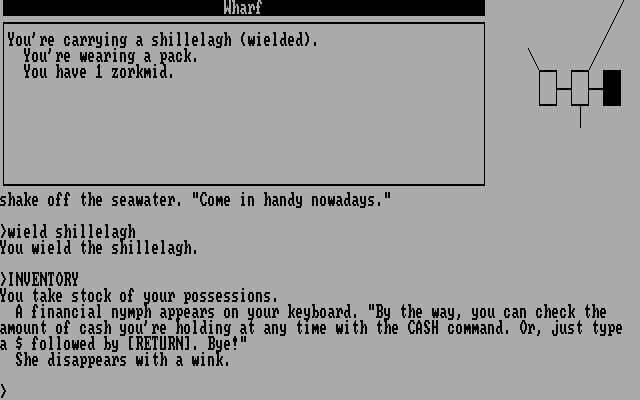 Wharf
You're carrying a shillelagh (wielded).
You're wearing a pack.
You have 1 zorkmid.
shake off the seawater. "Come in handy nowadays."
>wield shillelagh
You wield the shillelagh.
>INVENTORY
You take stock of your possessions.
A financial nymph appears on your keyboard. "By the way, you can check the
amount of cash you're holding at any time with the CASH command. Or, just type
a $ followed by [RETURN]. Bye!"
She disappears with a wink.
>